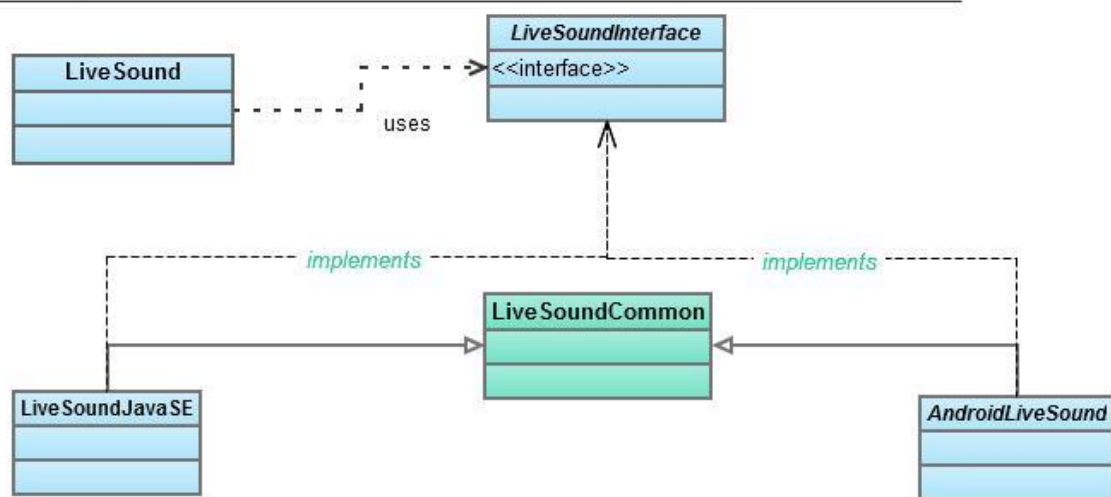 LiveSound
LiveSoundInterface
<<interface>>
uses
implements
implements
LiveSoundCommon
LiveSoundJavaSE
AndroidLiveSound